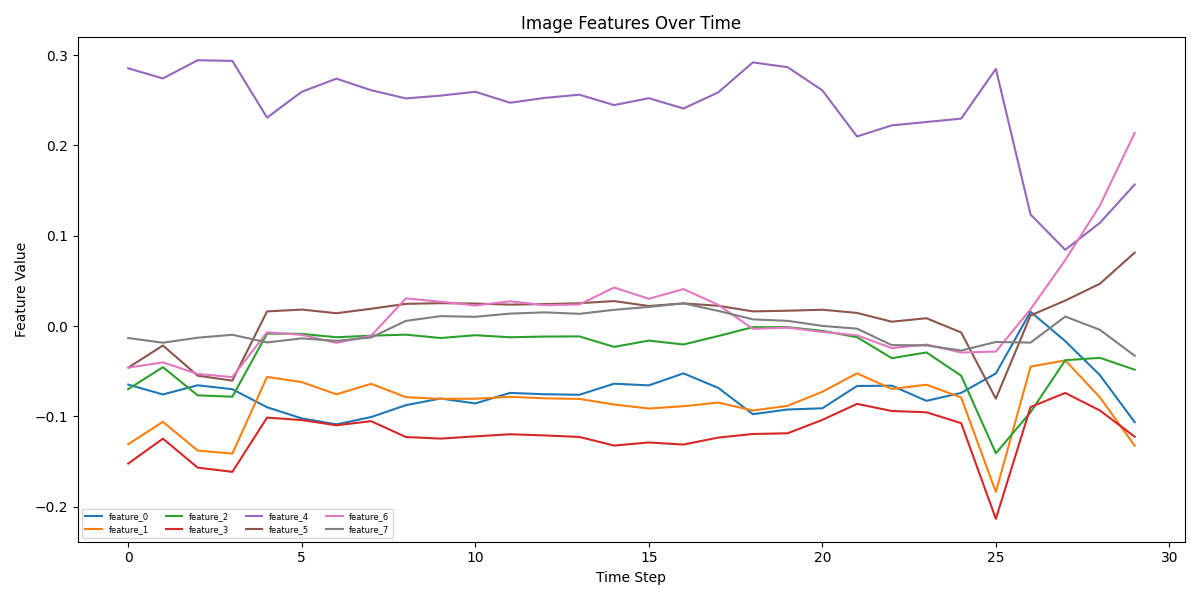 Image Features Over Time
Feature Value
0.3
0.2
0.1
0.0
−0.1
−0.2
feature_0 feature_2 feature_4 feature_6
feature_1 feature_3 feature_5 feature_7
0 5 10 15 20 25 30
Time Step